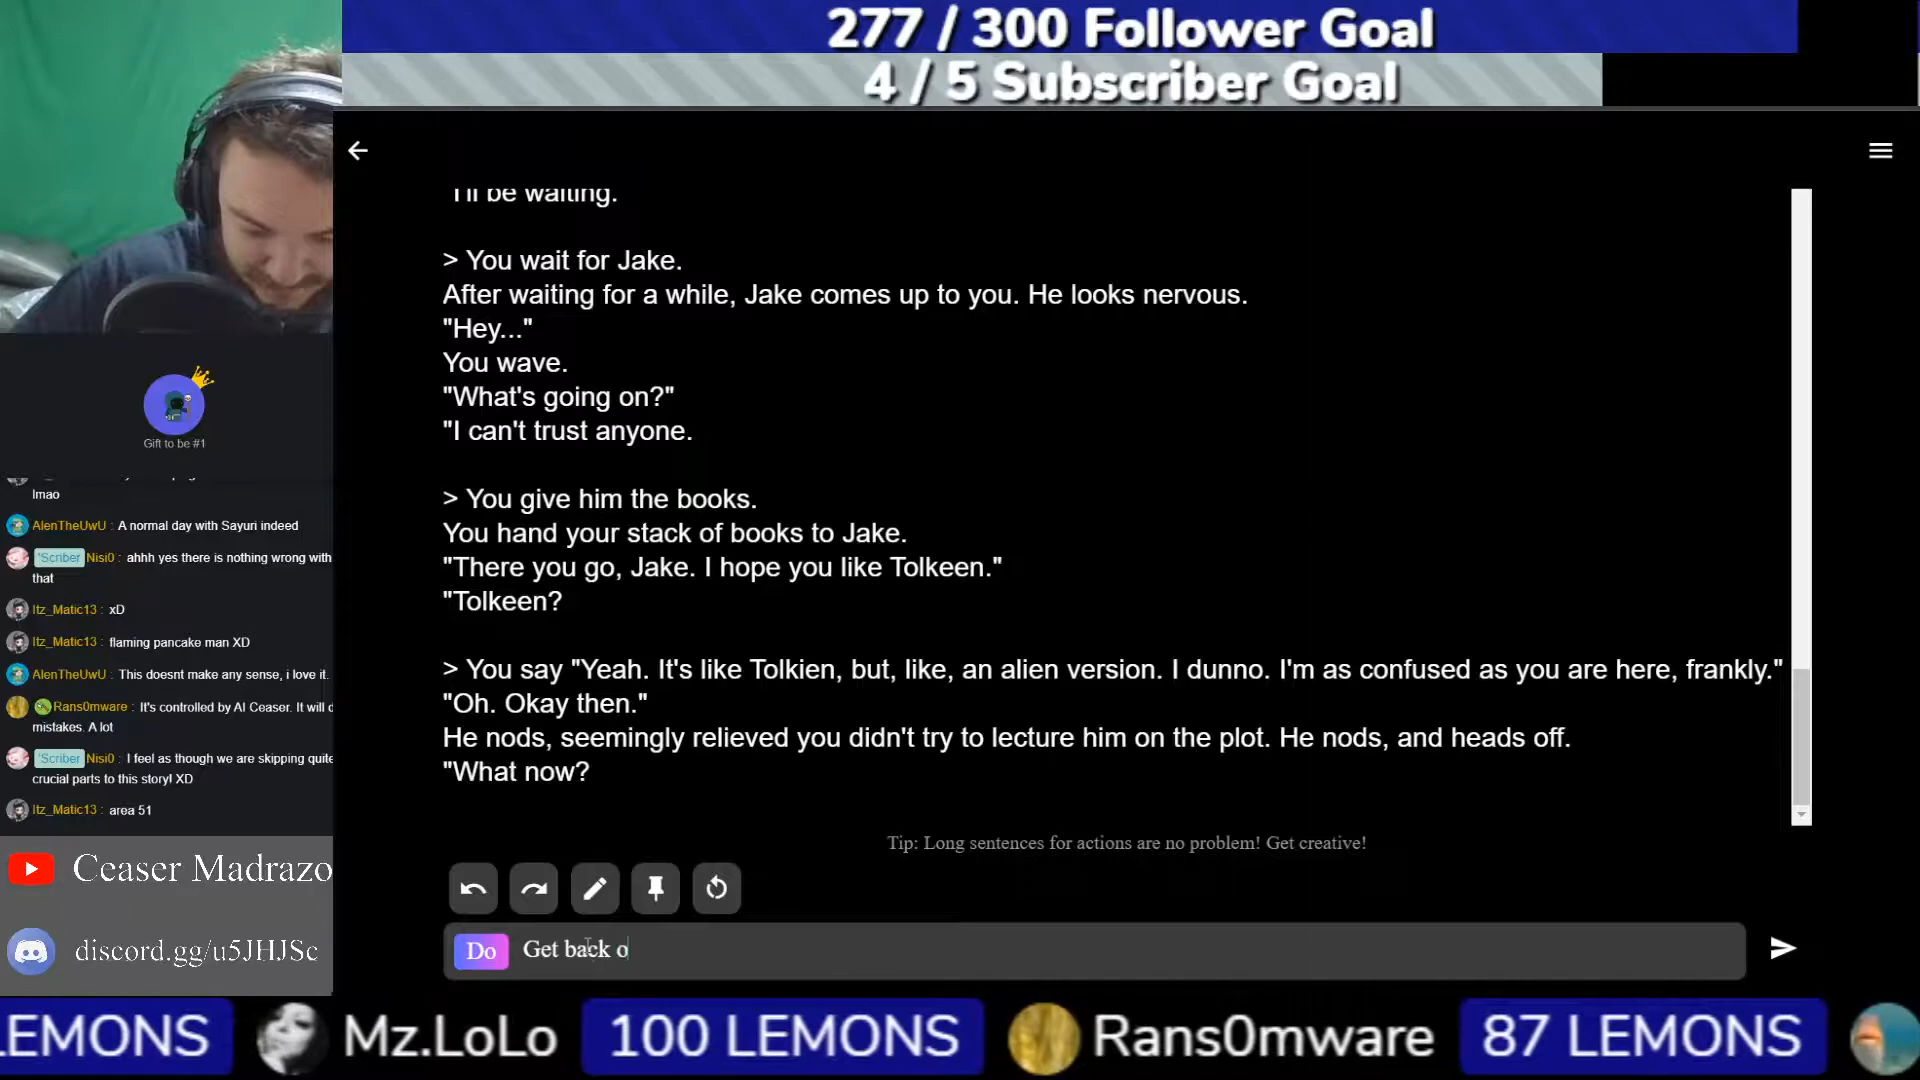 277 / 300 Follower Goal
4 / 5 Subscriber Goal
I'll be waiting.
> You wait for Jake.
After waiting for a while, Jake comes up to you. He looks nervous.
"Hey..."
You wave.
"What's going on?"
"I can't trust anyone.
> You give him the books.
You hand your stack of books to Jake.
"There you go, Jake. I hope you like Tolkeen."
"Tolkeen?
> You say "Yeah. It's like Tolkien, but, like, an alien version. I dunno. I'm as confused as you are here, frankly."
"Oh. Okay then."
He nods, seemingly relieved you didn't try to lecture him on the plot. He nods, and heads off.
"What now?
Tip: Long sentences for actions are no problem! Get creative!
Do Get back o
Gift to be #1
lmao
AlenTheUwU : A normal day with Sayuri indeed
'Scriber Nisi0 : ahhh yes there is nothing wrong with
that
Itz_Matic13 : xD
Itz_Matic13 : flaming pancake man XD
AlenTheUwU : This doesnt make any sense, i love it.
Rans0mware : It's controlled by AI Ceaser. It will d
mistakes. A lot
'Scriber Nisi0 : I feel as though we are skipping quite
crucial parts to this story! XD
Itz_Matic13 : area 51
Ceaser Madrazo
discord.gg/u5JHJSc
LEMONS Mz.LoLo 100 LEMONS Rans0mware 87 LEMONS